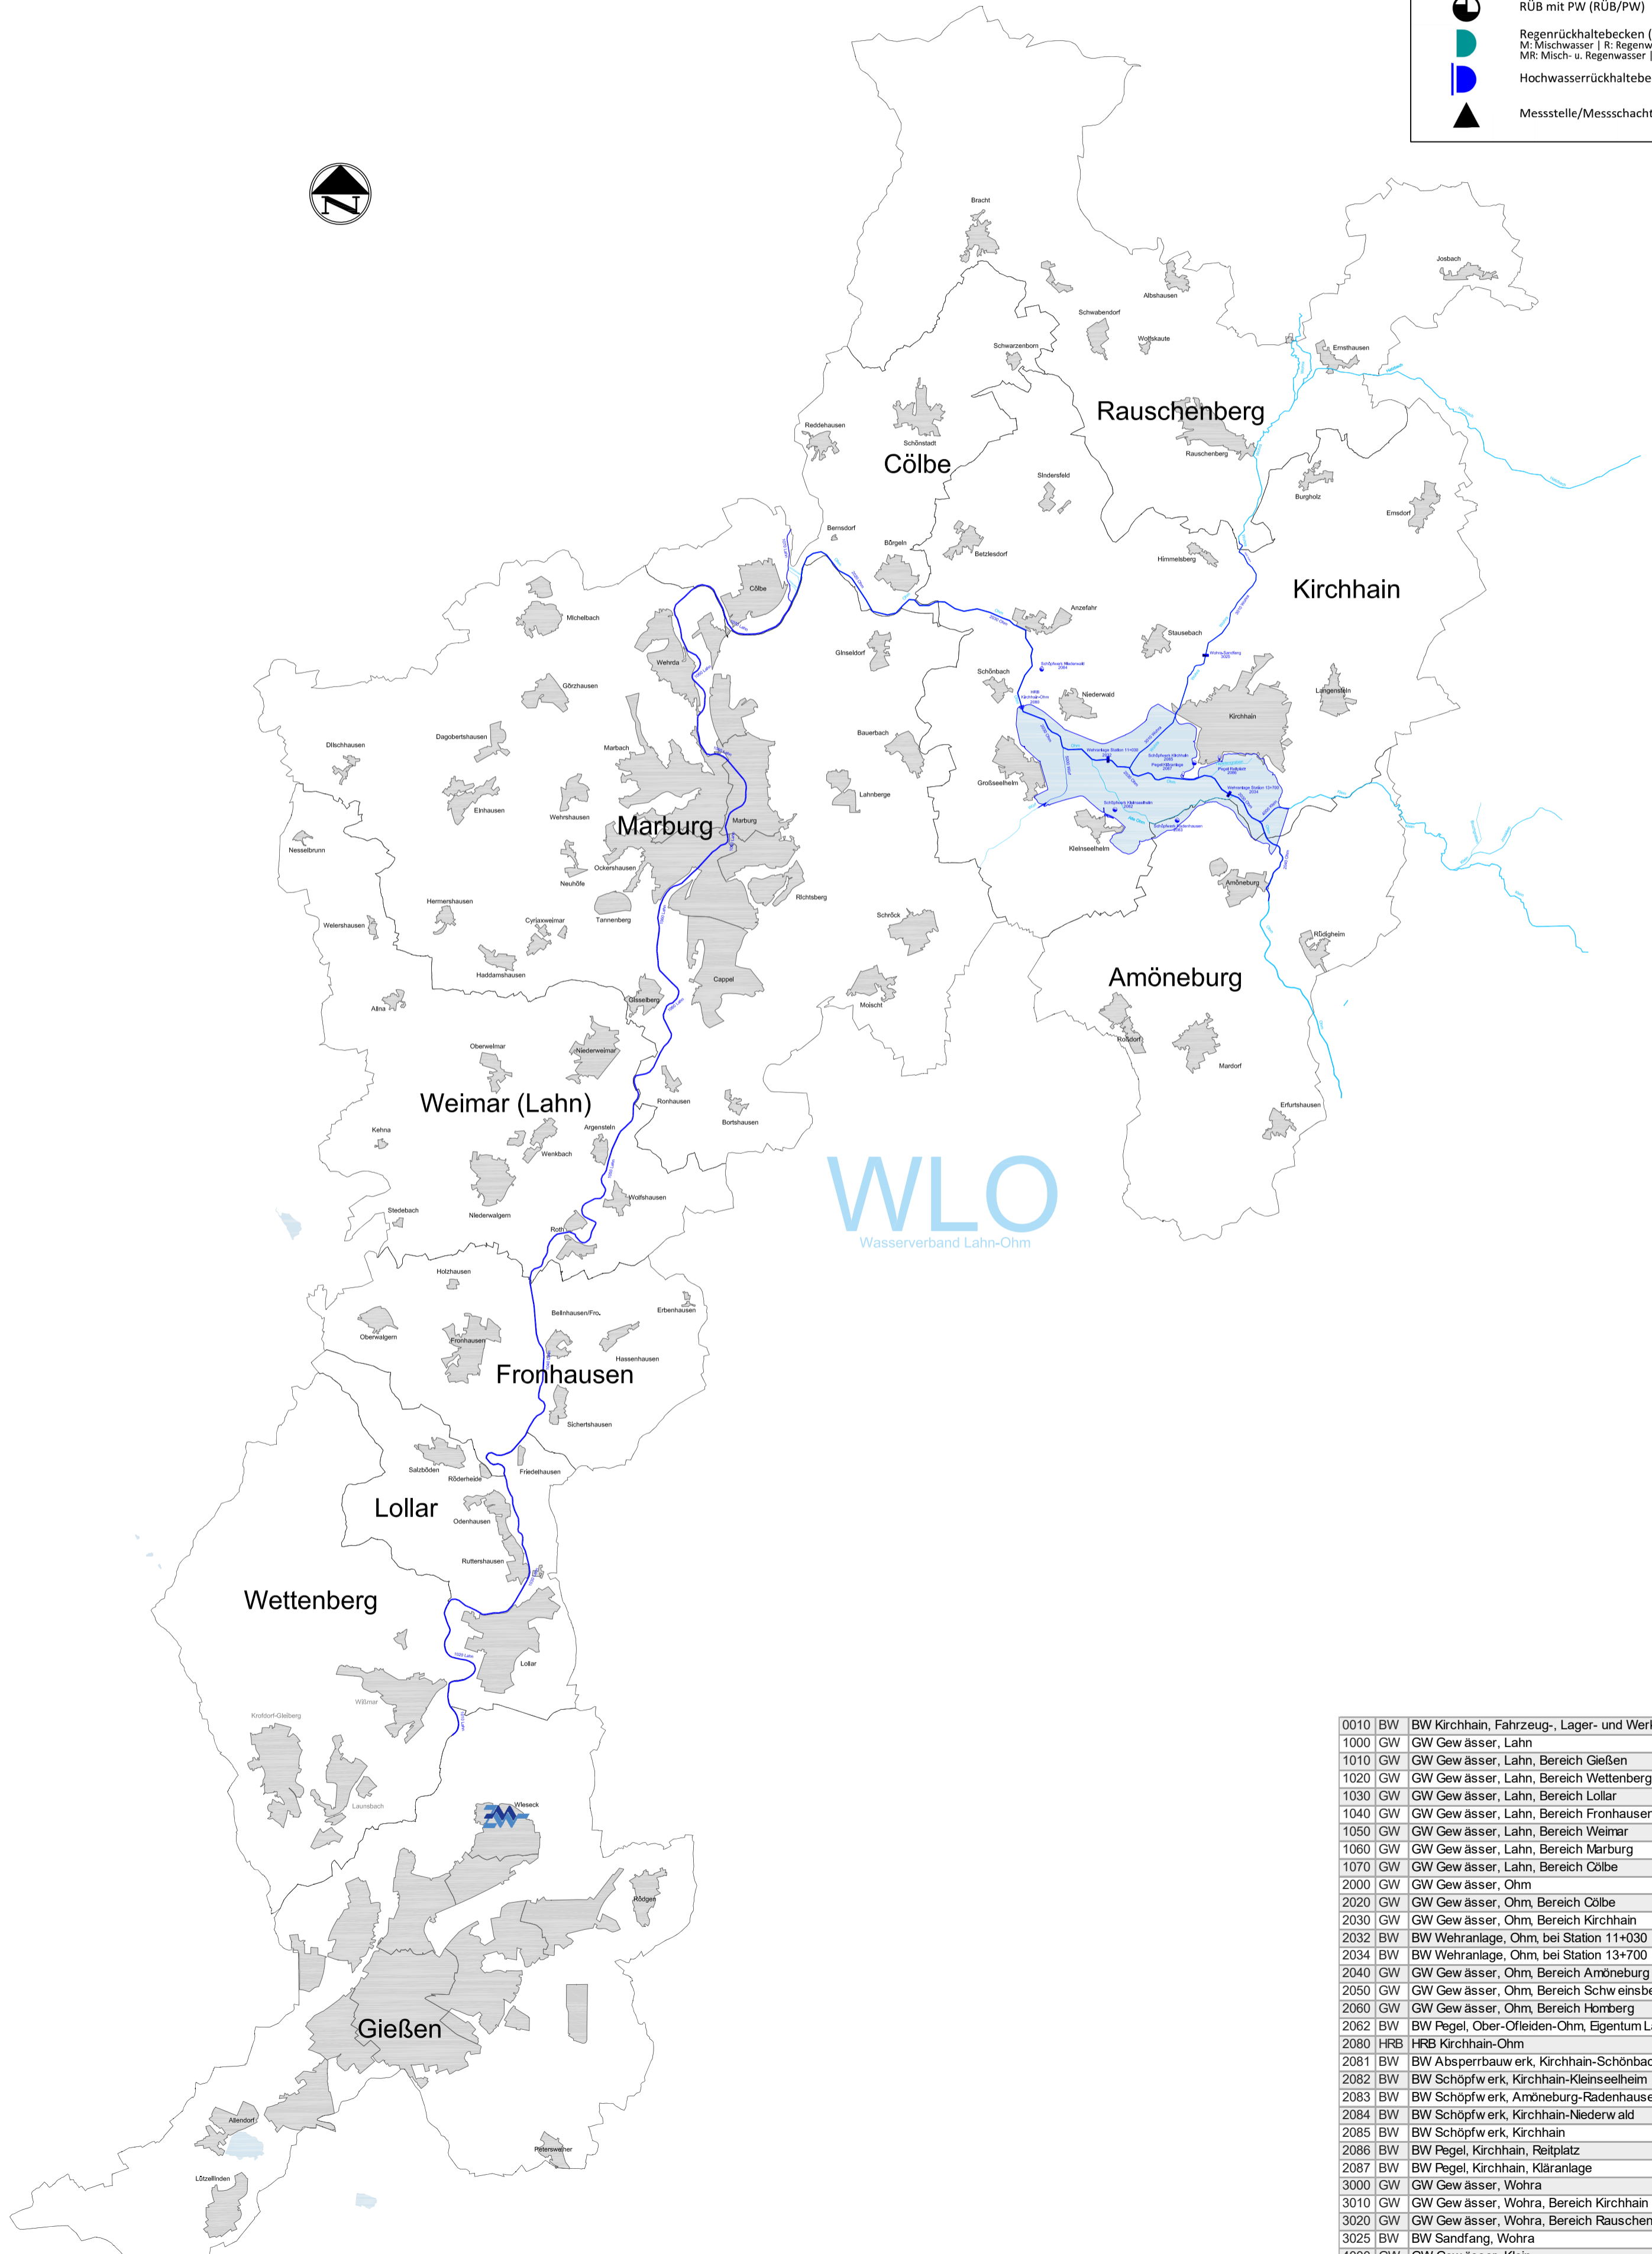 RÜB mit PW (RÜB/PW)
Regenrückhaltebecken (
M: Mischwasser | R: Regenw
MR: Misch- u. Regenwasser |
Hochwasserrückhaltebe
Messstelle/Messschacht
N
Bracht
Josbach
Albshausen
Schwabendorf
Wolfskaute
Schwarzenborn
Ernsthausen
Rauschenberg
Reddehausen
Schönstadt
Rauschenberg
Cölbe
Sindersfeld
Burgholz
Emsdorf
Bernsdorf
Bürgeln
Betziesdorf
Himmelsberg
Kirchhain
Cölbe
Michelbach
Anzefahr
Stausebach
Ginseldorf
Wehrda
Schönbach
Niederwald
Langenstein
Görzhausen
Kirchhain
Dagobertshausen
Dilschhausen
Marbach
Bauerbach
Großseelheim
Elnhausen
Wehrshausen
Lahnberge
Marburg
Marburg
Kleinseelheim
Nesselbrunn
Ockershausen
Neuhöfe
Amöneburg
Richtsberg
Hermershausen
Tannenberg
Cyriaxweimar
Schröck
Weiershausen
Rüdigheim
Haddamshausen
Cappel
Amöneburg
Gisselberg
Moischt
Allna
Roßdorf
Oberweimar
Niederweimar
Mardorf
Weimar (Lahn)
Ronhausen
Bortshausen
Erfurtshausen
Kehna
Argenstein
Wenkbach
WLO
Wasserverband Lahn-Ohm
Wolfshausen
Stedebach
Niederwalgern
Roth
Holzhausen
Bellnhausen/Fro.
Erbenhausen
Oberwalgern
Fronhausen
Hassenhausen
Fronhausen
Sichertshausen
Salzböden
Röderheide
Friedelhausen
Lollar
Odenhausen
Ruttershausen
Wettenberg
1020 Lahn
Lollar
Wißmar
Krofdorf-Gleiberg
Launsbach
Wieseck
Rödgen
Gießen
Allendorf
Petersweiher
Lützellinden
0010 BW BW Kirchhain, Fahrzeug-, Lager- und Werk
1000 GW GW Gewässer, Lahn
1010 GW GW Gewässer, Lahn, Bereich Gießen
1020 GW GW Gewässer, Lahn, Bereich Wettenberg
1030 GW GW Gewässer, Lahn, Bereich Lollar
1040 GW GW Gewässer, Lahn, Bereich Fronhausen
1050 GW GW Gewässer, Lahn, Bereich Weimar
1060 GW GW Gewässer, Lahn, Bereich Marburg
1070 GW GW Gewässer, Lahn, Bereich Cölbe
2000 GW GW Gewässer, Ohm
2020 GW GW Gewässer, Ohm, Bereich Cölbe
2030 GW GW Gewässer, Ohm, Bereich Kirchhain
2032 BW BW Wehranlage, Ohm, bei Station 11+030
2034 BW BW Wehranlage, Ohm, bei Station 13+700
2040 GW GW Gewässer, Ohm, Bereich Amöneburg
2050 GW GW Gewässer, Ohm, Bereich Schweinsbe
2060 GW GW Gewässer, Ohm, Bereich Homberg
2062 BW BW Pegel, Ober-Ofleiden-Ohm, Eigentum La
2080 HRB HRB Kirchhain-Ohm
2081 BW BW Absperrbauwerk, Kirchhain-Schönbac
2082 BW BW Schöpfwerk, Kirchhain-Kleinseelheim
2083 BW BW Schöpfwerk, Amöneburg-Radenhause
2084 BW BW Schöpfwerk, Kirchhain-Niederwald
2085 BW BW Schöpfwerk, Kirchhain
2086 BW BW Pegel, Kirchhain, Reitplatz
2087 BW BW Pegel, Kirchhain, Kläranlage
3000 GW GW Gewässer, Wohra
3010 GW GW Gewässer, Wohra, Bereich Kirchhain
3020 GW GW Gewässer, Wohra, Bereich Rauschen
3025 BW BW Sandfang, Wohra